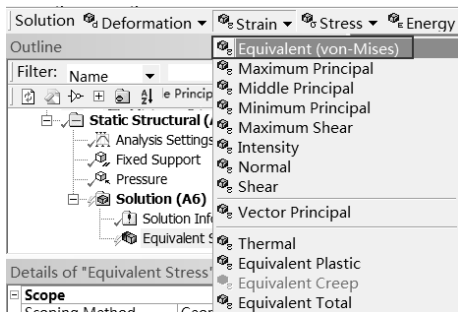 Solution Deformation Strain Stress Energy
Outline
Filter: Name
e Princip
Static Structural (
Analysis Settings
Fixed Support
Pressure
Solution (A6)
Solution Inf
Equivalent S
Details of "Equivalent Stress"
Scope
Scoping Method Geo
Equivalent (von-Mises)
Maximum Principal
Middle Principal
Minimum Principal
Maximum Shear
Intensity
Normal
Shear
Vector Principal
Thermal
Equivalent Plastic
Equivalent Creep
Equivalent Total